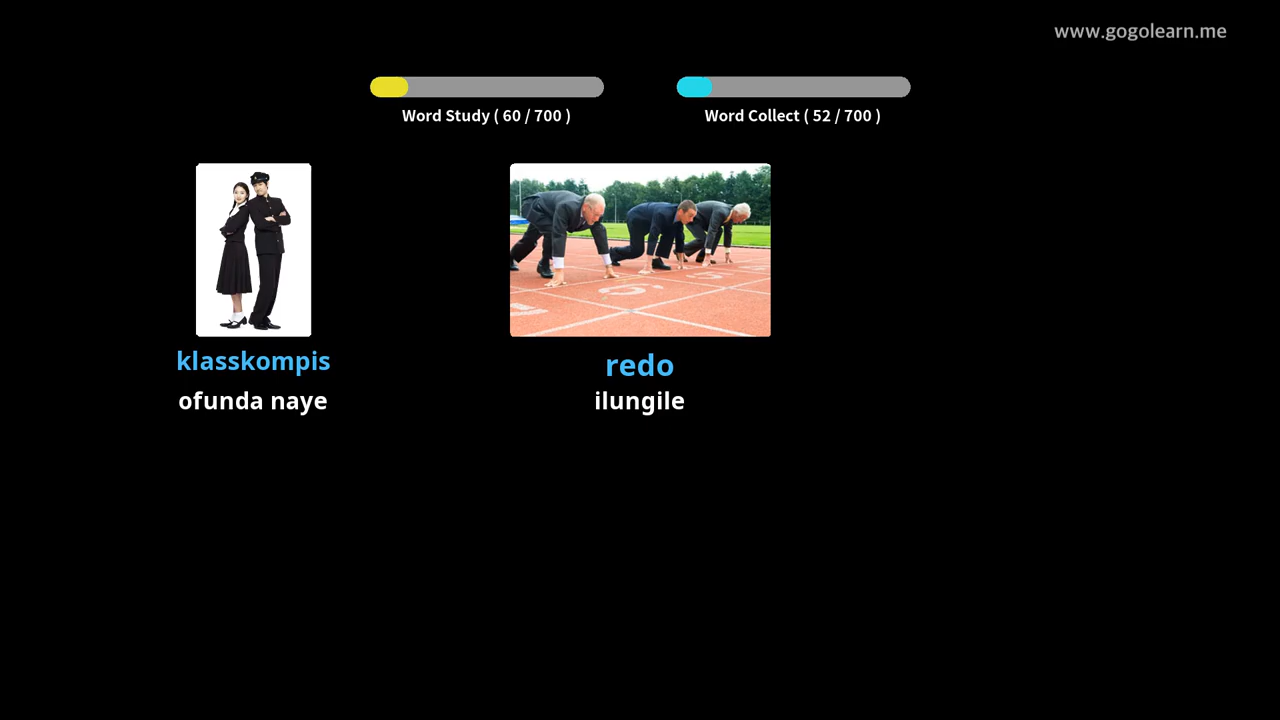 www.gogolearn.me
Word Study ( 60 / 700 )
Word Collect ( 52 / 700 )
klasskompis
ofunda naye
redo
ilungile